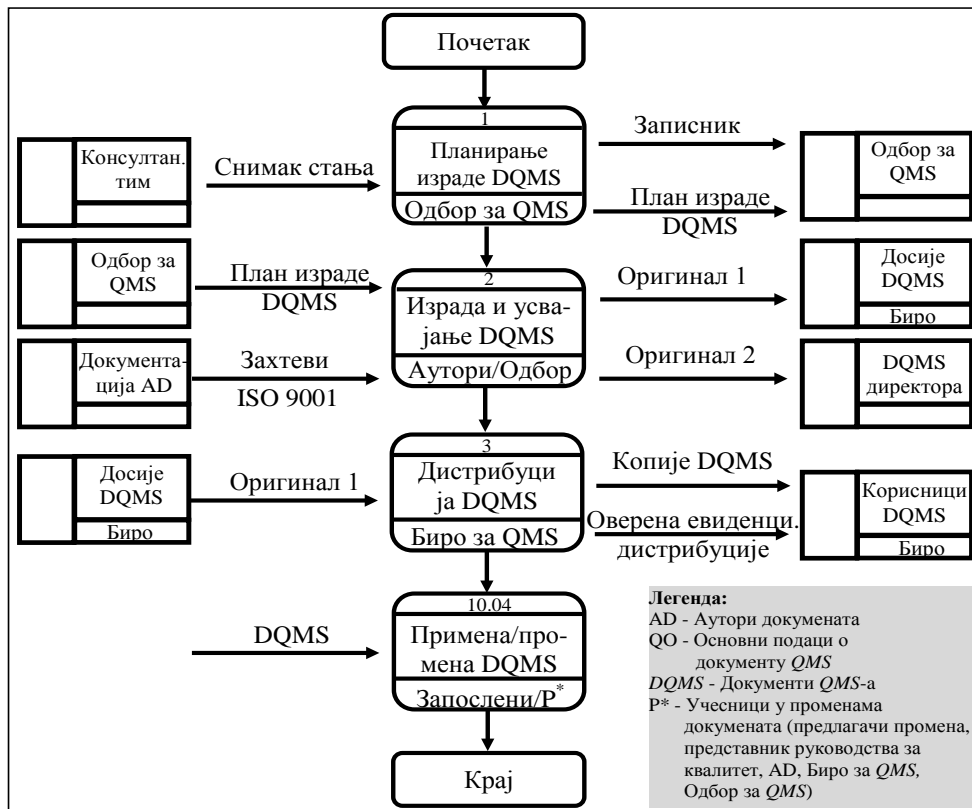 Почетак
1
Планирање
израде DQMS
Одбор за QMS
Консултан.
тим
Снимак стања
Записник
План израде
DQMS
Одбор за
QMS
Одбор за
QMS
План израде
DQMS
2
Израда и усва-
јање DQMS
Аутори/Одбор
Оригинал 1
Досије
DQMS
Биро
Документа-
ција AD
Захтеви
ISO 9001
Оригинал 2
DQMS
директора
Досије
DQMS
Биро
Оригинал 1
3
Дистрибуци
ја DQMS
Биро за QMS
Копије DQMS
Оверена евиденци.
дистрибуције
Корисници
DQMS
Биро
DQMS
10.04
Примена/про-
мена DQMS
Запослени/Р*
Крај
Легенда:
AD - Аутори докумената
QO - Основни подаци о
документу QMS
DQMS - Документи QMS-а
Р* - Учесници у променама
докумената (предлагачи промена,
представник руководства за
квалитет, AD, Биро за QMS,
Одбор за QMS)